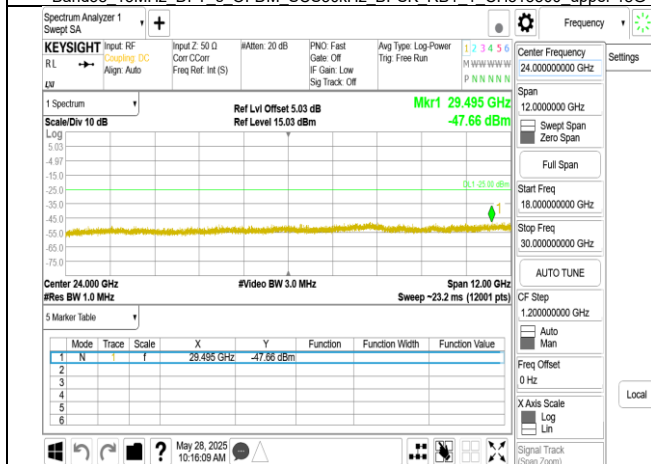 Spectrum Analyzer 1
Swept SA
Frequency
KEYSIGHT
RL
Input: RF
Coupling: DC
Align: Auto
Input Z: 50 Ω
Corr CCorr
Freq Ref: Int (S)
#Atten: 20 dB
PNO: Fast
Gate: Off
IF Gain: Low
Sig Track: Off
Avg Type: Log-Power
Trig: Free Run
1 2 3 4 5 6
M W W W W W
P N N N N N
Center Frequency
24.000000000 GHz
Settings
1 Spectrum
Scale/Div 10 dB
Log
Ref Lvl Offset 5.03 dB
Ref Level 15.03 dBm
Mkr1 29.495 GHz
-47.66 dBm
Span
12.0000000 GHz
Swept Span
Zero Span
Full Span
5.03
-4.97
-15.0
-25.0
-35.0
-45.0
-55.0
-65.0
-75.0
DL1 -25.00 dBm
1
Start Freq
18.000000000 GHz
Stop Freq
30.000000000 GHz
AUTO TUNE
Center 24.000 GHz
#Res BW 1.0 MHz
#Video BW 3.0 MHz
Span 12.00 GHz
Sweep ~23.2 ms (12001 pts)
CF Step
1.200000000 GHz
Auto
Man
5 Marker Table
Mode Trace Scale X Y Function Function Width Function Value
1 N 1 f 29.495 GHz -47.66 dBm
2
3
4
5
6
Freq Offset
0 Hz
Local
X Axis Scale
Log
Lin
Signal Track
(Span Zoom)
?
May 28, 2025
10:16:09 AM